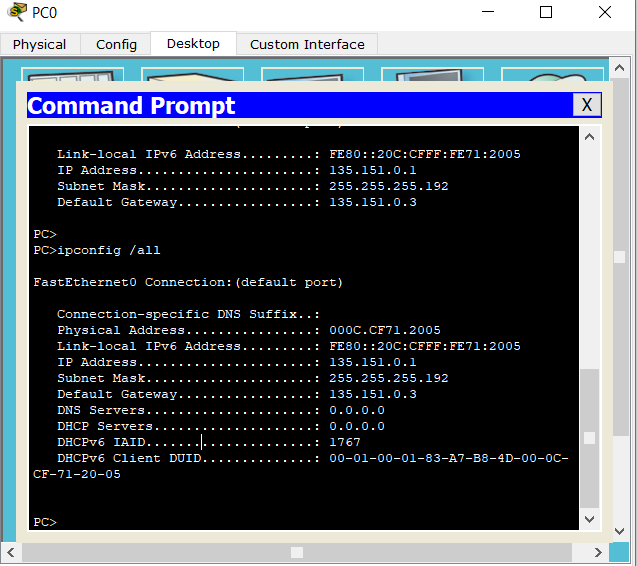 PC0
Physical Config Desktop Custom Interface
Command Prompt X
Link-local IPv6 Address.........: FE80::20C:CFFF:FE71:2005
IP Address......................: 135.151.0.1
Subnet Mask.....................: 255.255.255.192
Default Gateway.................: 135.151.0.3
PC>
PC>ipconfig /all
FastEthernet0 Connection:(default port)
Connection-specific DNS Suffix..:
Physical Address................: 000C.CF71.2005
Link-local IPv6 Address.........: FE80::20C:CFFF:FE71:2005
IP Address......................: 135.151.0.1
Subnet Mask.....................: 255.255.255.192
Default Gateway.................: 135.151.0.3
DNS Servers.....................: 0.0.0.0
DHCP Servers....................: 0.0.0.0
DHCPv6 IAID.....................: 1767
DHCPv6 Client DUID..............: 00-01-00-01-83-A7-B8-4D-00-0C-
CF-71-20-05
PC>